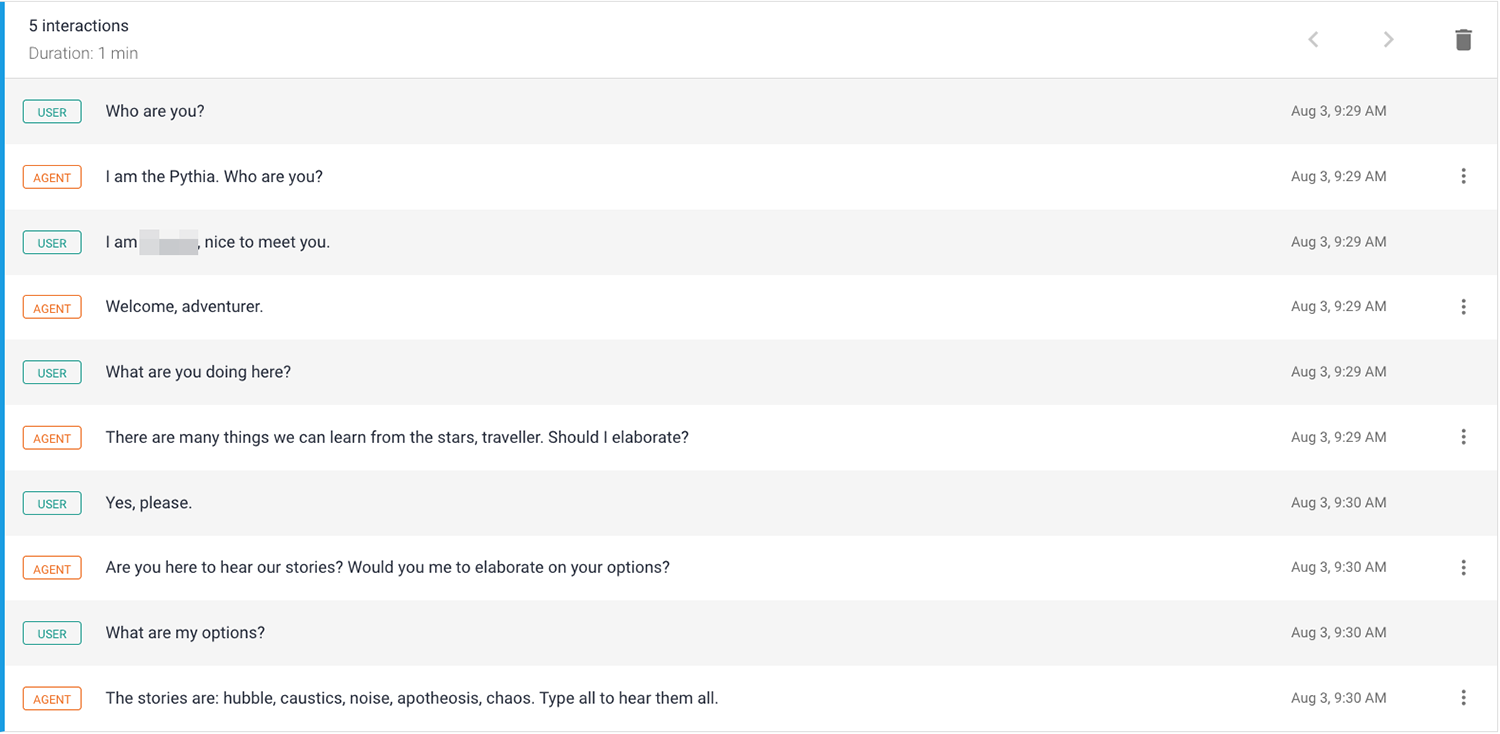 5 interactions
Duration: 1 min
USER Who are you? Aug 3, 9:29 AM
AGENT I am the Pythia. Who are you? Aug 3, 9:29 AM
USER I am , nice to meet you. Aug 3, 9:29 AM
AGENT Welcome, adventurer. Aug 3, 9:29 AM
USER What are you doing here? Aug 3, 9:29 AM
AGENT There are many things we can learn from the stars, traveller. Should I elaborate? Aug 3, 9:29 AM
USER Yes, please. Aug 3, 9:30 AM
AGENT Are you here to hear our stories? Would you me to elaborate on your options? Aug 3, 9:30 AM
USER What are my options? Aug 3, 9:30 AM
AGENT The stories are: hubble, caustics, noise, apotheosis, chaos. Type all to hear them all. Aug 3, 9:30 AM